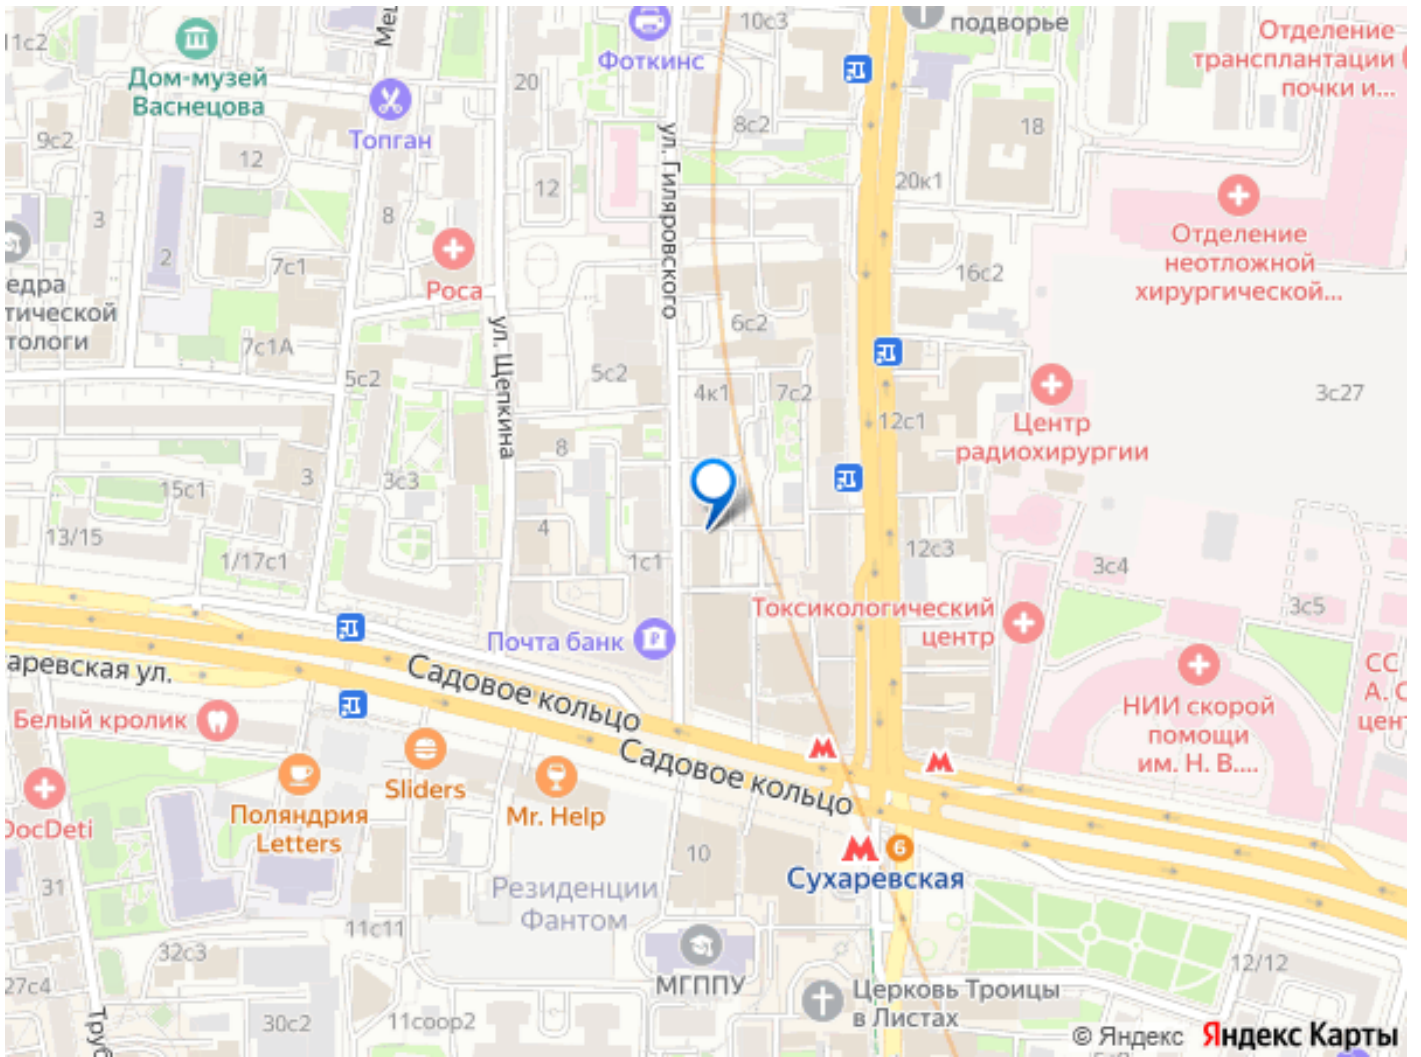 11с2
Дом-музей
Васнецова
9с2
12
3
2
7с1
8
Топган
Роса
20
12
Фоткинс
10с3
подворье
8с2
18
20к1
Отделение
трансплантации
почки и...
Отделение
неотложной
хирургической...
16с2
ул. Гиляровского
ул. Щепкина
едра
тической
тологи
7с1А
5с2
5с2
6с2
4к1
7с2
12с1
3с27
Центр
радиохирургии
8
3
3с3
15с1
13/15
1/17с1
4
1с1
12с3
3с4
3с5
Токсикологический
центр
Почта банк
НИИ скорой
помощи
им. Н. В....
СС
А. С
цент
аревская ул.
Садовое кольцо
Садовое кольцо
Белый кролик
Sliders
Поляндрия
Letters
Mr. Help
DocDeti
31
10
6
Сухаревская
Резиденции
Фантом
11с11
32с3
27с4
30с2
11соор2
МГППУ
Церковь Троицы
в Листах
12/12
Труб
© Яндекс Яндекс Карты